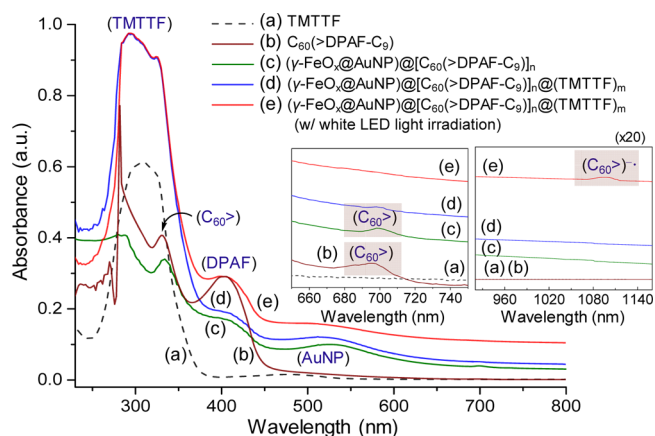 (TMTTF)
(a) TMTTF
(b) C₆₀(>DPAF-C₉)
(c) (γ-FeOₓ@AuNP)@[C₆₀(>DPAF-C₉)]ₙ
(d) (γ-FeOₓ@AuNP)@[C₆₀(>DPAF-C₉)]ₙ@(TMTTF)ₘ
(e) (γ-FeOₓ@AuNP)@[C₆₀(>DPAF-C₉)]ₙ@(TMTTF)ₘ
(w/ white LED light irradiation)
Absorbance (a.u.)
1.0
0.8
0.6
0.4
0.2
0.0
(C₆₀>)
(DPAF)
(d)
(e)
(c)
(a)
(b)
(AuNP)
300 400 500 600 700 800
Wavelength (nm)
(e)
(d)
(C₆₀>)
(c)
(b)
(C₆₀>)
(a)
660 680 700 720 740
Wavelength (nm)
(x20)
(e)
(C₆₀>)⁻•
(d)
(c)
(a)(b)
960 1020 1080 1140
Wavelength (nm)